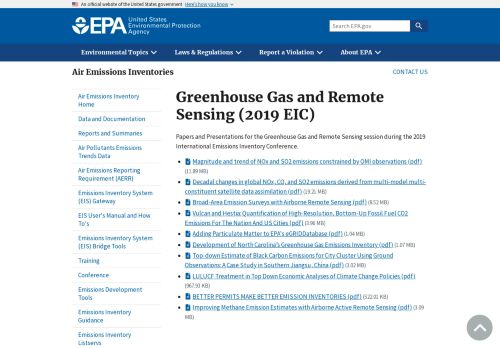 An official website of the United States government Here's how you know
EPA United States
Environmental Protection
Agency
Search EPA.gov
Environmental Topics Laws & Regulations Report a Violation About EPA
Air Emissions Inventories
CONTACT US
Air Emissions Inventory
Home
Data and Documentation
Reports and Summaries
Air Pollutants Emissions
Trends Data
Air Emissions Reporting
Requirement (AERR)
Emissions Inventory System
(EIS) Gateway
EIS User's Manual and How
To's
Emissions Inventory System
(EIS) Bridge Tools
Training
Conference
Emissions Development
Tools
Emissions Inventory
Guidance
Emissions Inventory
Listservs
Greenhouse Gas and Remote
Sensing (2019 EIC)
Papers and Presentations for the Greenhouse Gas and Remote Sensing session during the 2019
International Emissions Inventory Conference.
Magnitude and trend of NOx and SO2 emissions constrained by OMI observations (pdf)
(11.89 MB)
Decadal changes in global NOx, CO, and SO2 emissions derived from multi-model multi-
constituent satellite data assimilation (pdf) (19.21 MB)
Broad-Area Emission Surveys with Airborne Remote Sensing (pdf) (8.52 MB)
Vulcan and Hestia: Quantification of High-Resolution, Bottom-Up Fossil Fuel CO2
Emissions For The Nation And US Cities (pdf) (3.96 MB)
Adding Particulate Matter to EPA's eGRIDDatabase (pdf) (1.04 MB)
Development of North Carolina's Greenhouse Gas Emissions Inventory (pdf) (1.07 MB)
Top-down Estimate of Black Carbon Emissions for City Cluster Using Ground
Observations: A Case Study in Southern Jiangsu, China (pdf) (3.02 MB)
LULUCF Treatment in Top Down Economic Analyses of Climate Change Policies (pdf)
(967.93 KB)
BETTER PERMITS MAKE BETTER EMISSION INVENTORIES (pdf) (522.01 KB)
Improving Methane Emission Estimates with Airborne Active Remote Sensing (pdf) (3.09
MB)